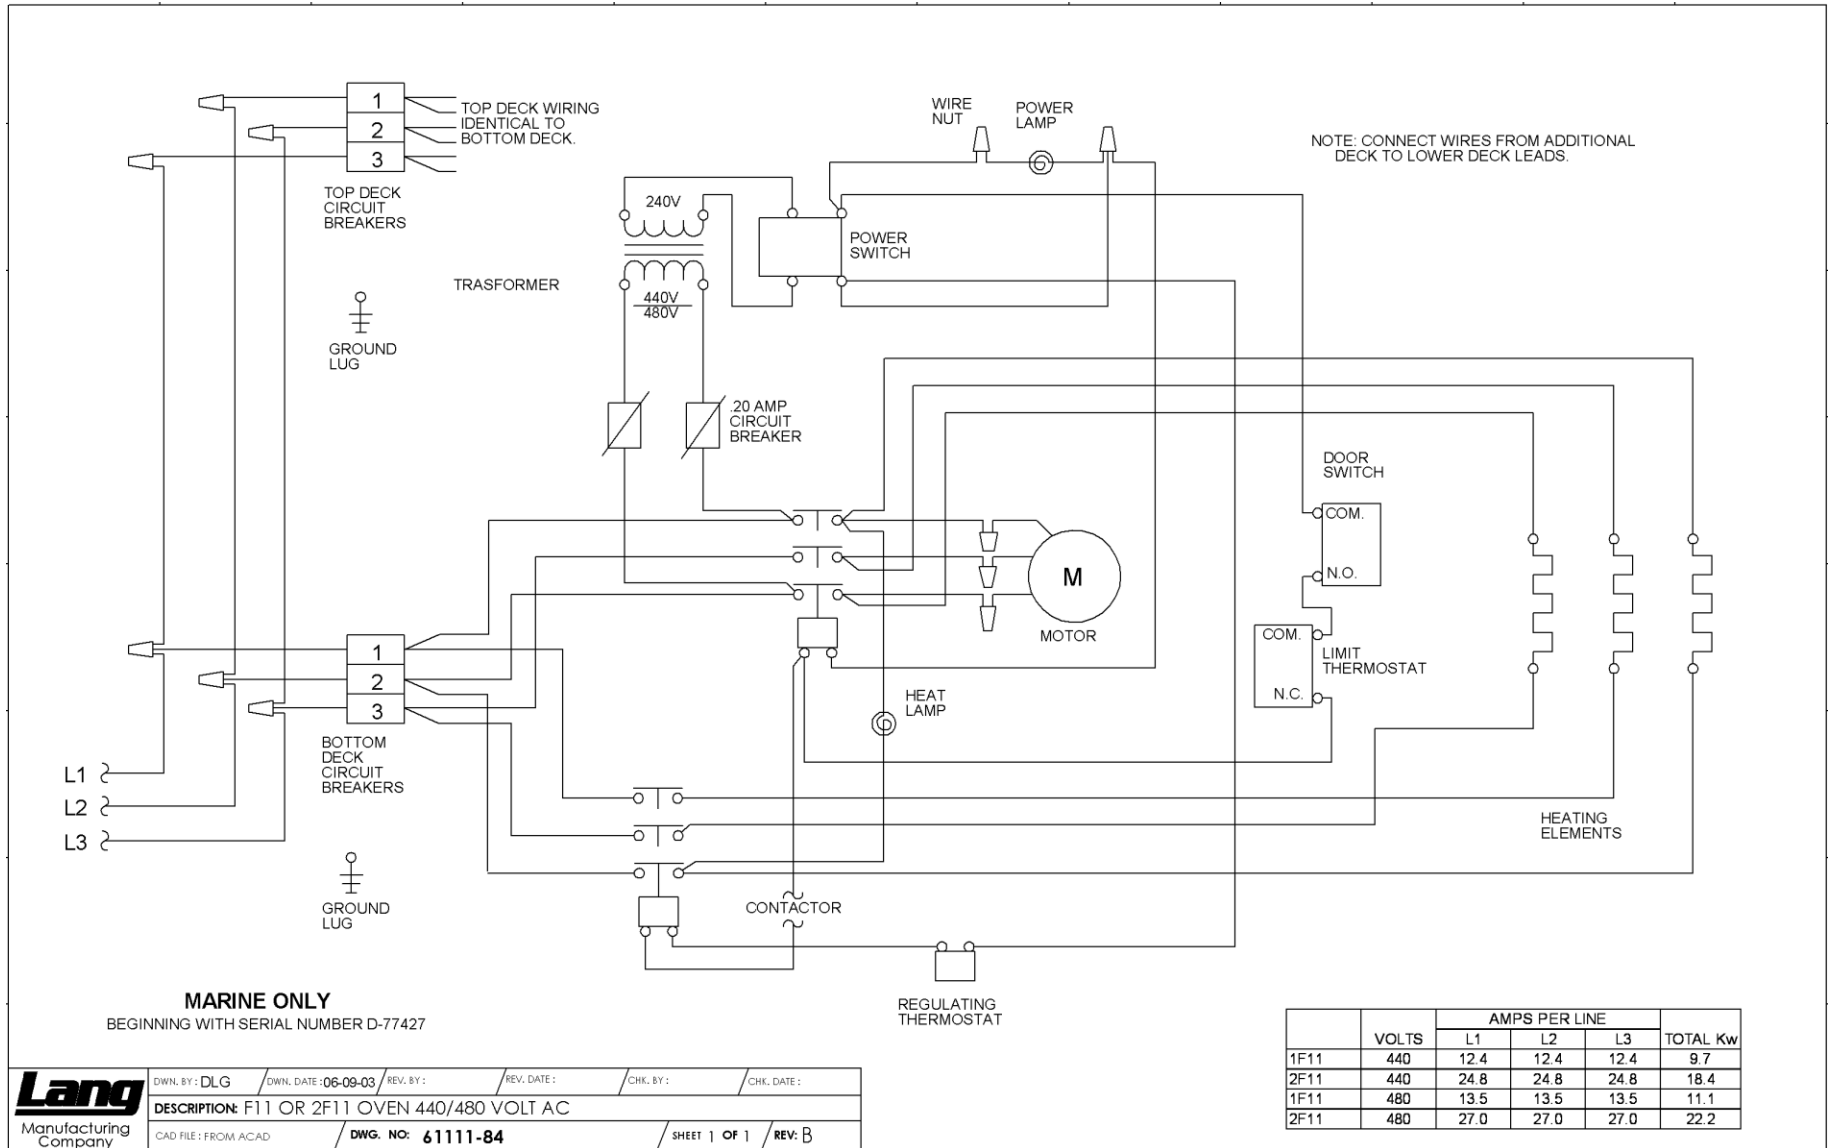 1
2
3
TOP DECK WIRING
IDENTICAL TO
BOTTOM DECK.
TOP DECK
CIRCUIT
BREAKERS
WIRE
NUT
POWER
LAMP
NOTE: CONNECT WIRES FROM ADDITIONAL
DECK TO LOWER DECK LEADS.
240V
POWER
SWITCH
TRASFORMER
440V
480V
GROUND
LUG
.20 AMP
CIRCUIT
BREAKER
DOOR
SWITCH
COM.
N.O.
M
MOTOR
COM.
N.C.
LIMIT
THERMOSTAT
1
2
3
HEAT
LAMP
BOTTOM
DECK
CIRCUIT
BREAKERS
L1
L2
L3
HEATING
ELEMENTS
GROUND
LUG
CONTACTOR
REGULATING
THERMOSTAT
MARINE ONLY
BEGINNING WITH SERIAL NUMBER D-77427
AMPS PER LINE
VOLTS L1 L2 L3 TOTAL Kw
1F11 440 12.4 12.4 12.4 9.7
2F11 440 24.8 24.8 24.8 18.4
1F11 480 13.5 13.5 13.5 11.1
2F11 480 27.0 27.0 27.0 22.2
Lang
Manufacturing
Company
DWN. BY: DLG DWN. DATE: 06-09-03 REV. BY: REV. DATE: CHK. BY: CHK. DATE:
DESCRIPTION: F11 OR 2F11 OVEN 440/480 VOLT AC
CAD FILE: FROM ACAD DWG. NO: 61111-84 SHEET 1 OF 1 REV: B